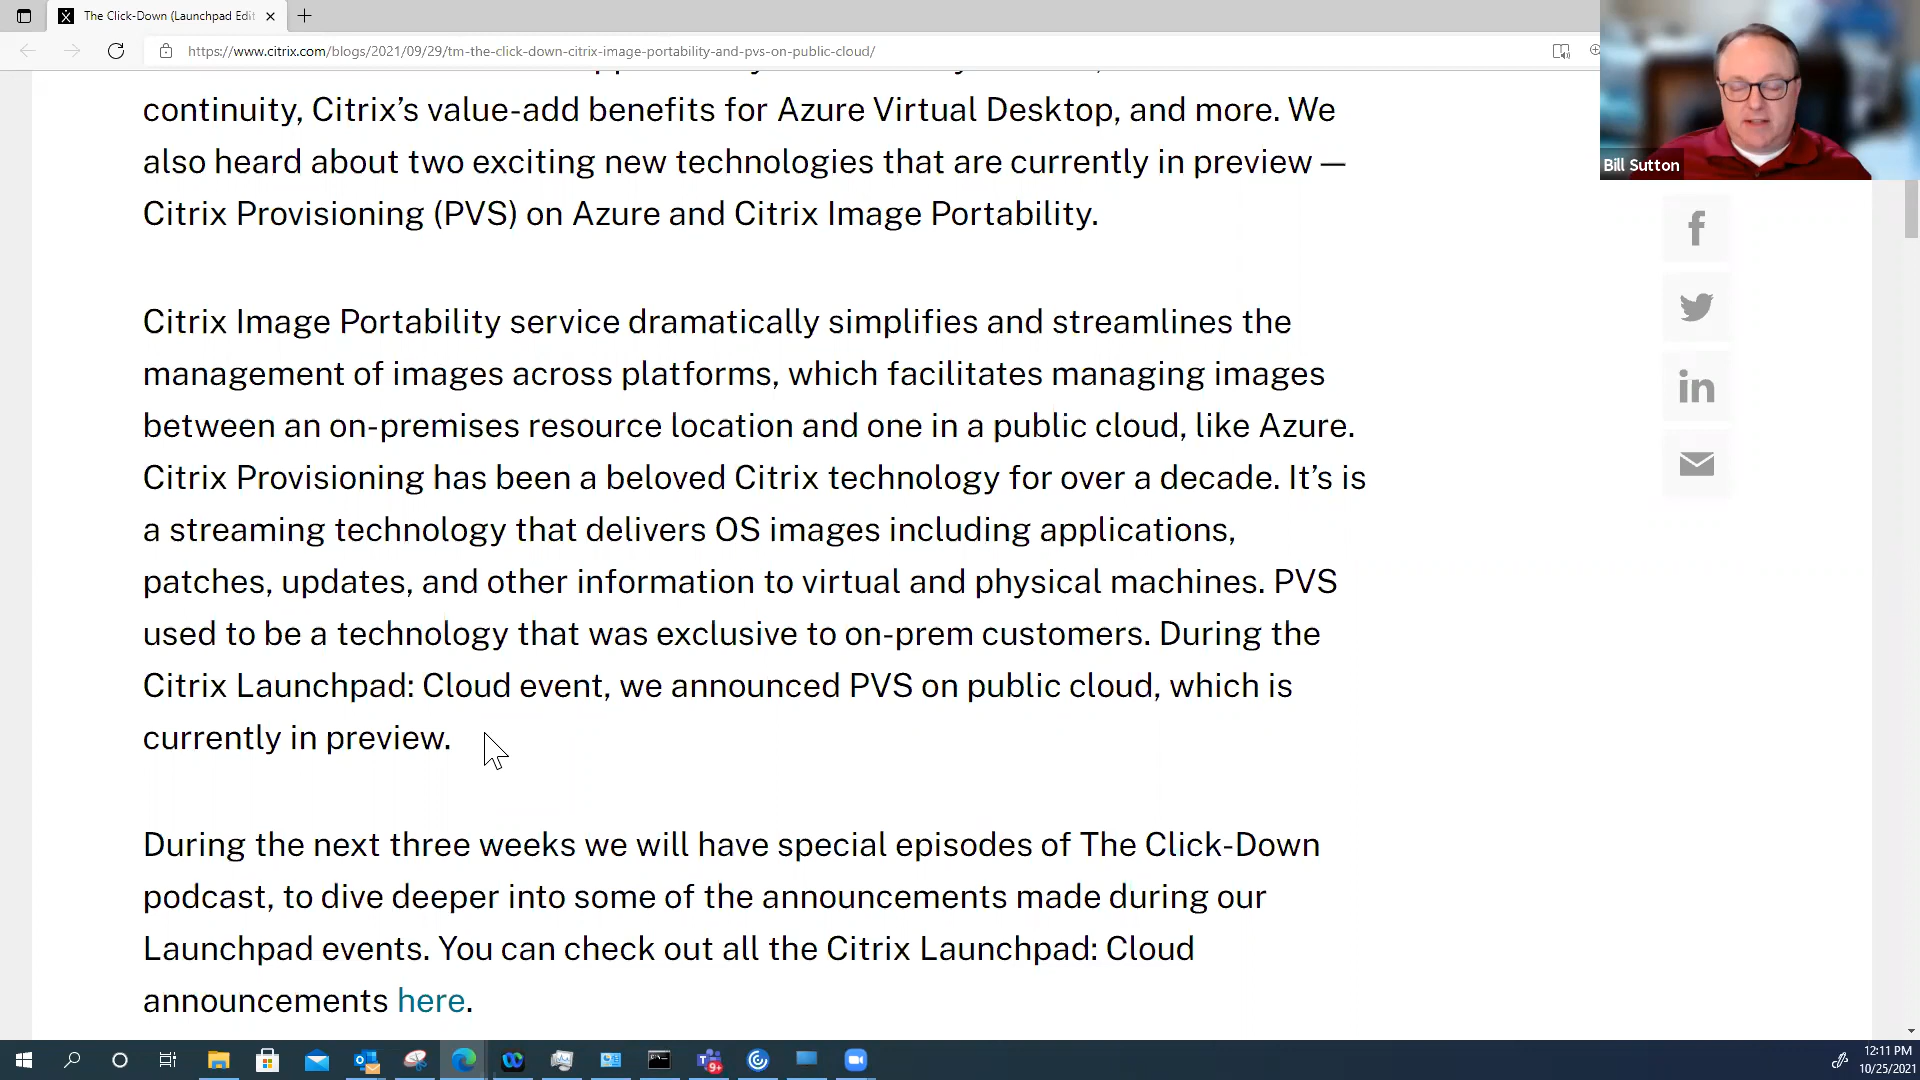 The Click-Down (Launchpad Edi
https://www.citrix.com/blogs/2021/09/29/tm-the-click-down-citrix-image-portability-and-pvs-on-public-cloud/
Bill Sutton
continuity, Citrix’s value-add benefits for Azure Virtual Desktop, and more. We
also heard about two exciting new technologies that are currently in preview —
Citrix Provisioning (PVS) on Azure and Citrix Image Portability.
Citrix Image Portability service dramatically simplifies and streamlines the
management of images across platforms, which facilitates managing images
between an on-premises resource location and one in a public cloud, like Azure.
Citrix Provisioning has been a beloved Citrix technology for over a decade. It’s is
a streaming technology that delivers OS images including applications,
patches, updates, and other information to virtual and physical machines. PVS
used to be a technology that was exclusive to on-prem customers. During the
Citrix Launchpad: Cloud event, we announced PVS on public cloud, which is
currently in preview.
During the next three weeks we will have special episodes of The Click-Down
podcast, to dive deeper into some of the announcements made during our
Launchpad events. You can check out all the Citrix Launchpad: Cloud
announcements here.
9+
12:11 PM
10/25/2021